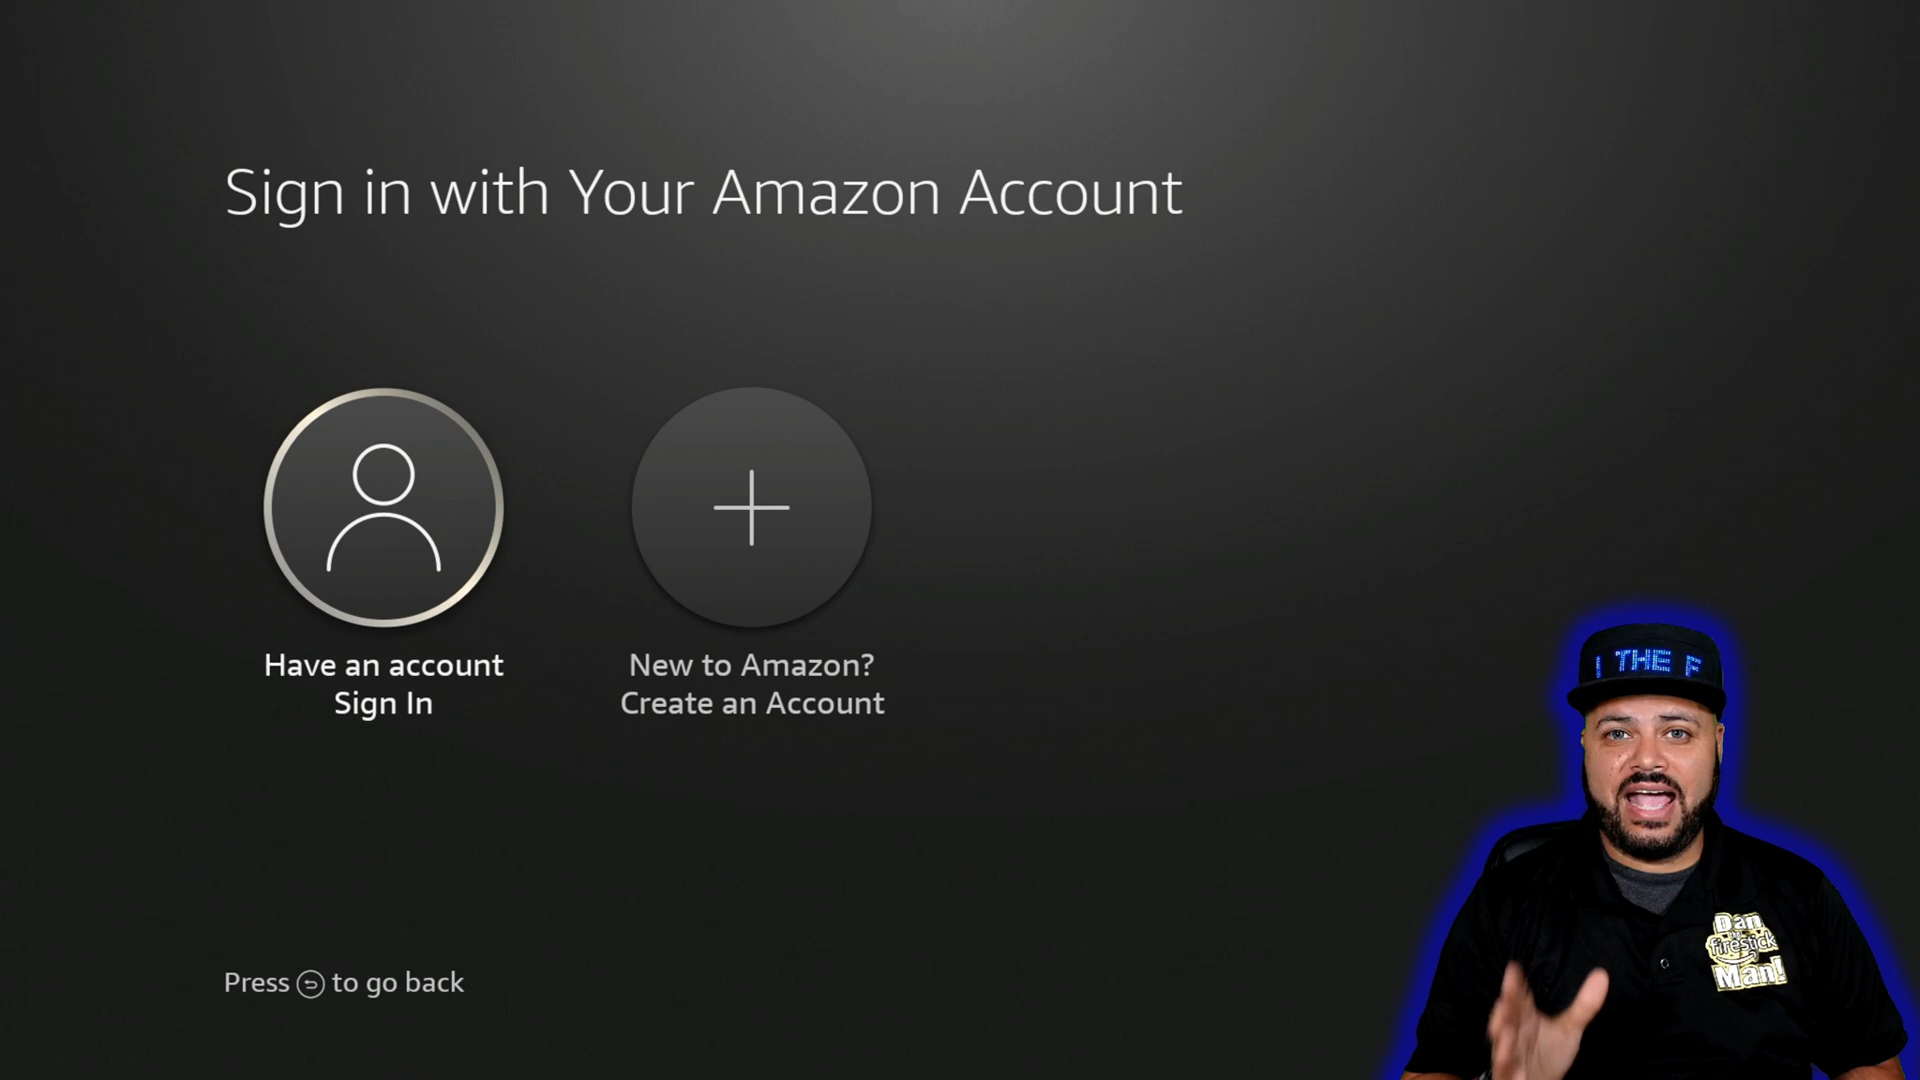 Sign in with Your Amazon Account
Have an account
Sign In
New to Amazon?
Create an Account
Press to go back
THE F
Dan
the
firestick
Man!